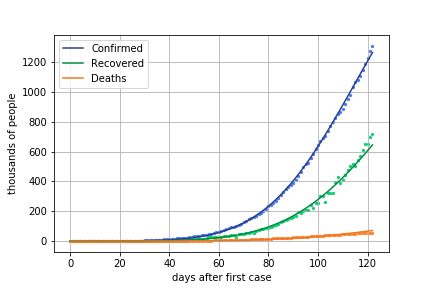 Confirmed
Recovered
Deaths
1200
1000
800
600
400
200
0
thousands of people
0 20 40 60 80 100 120
days after first case